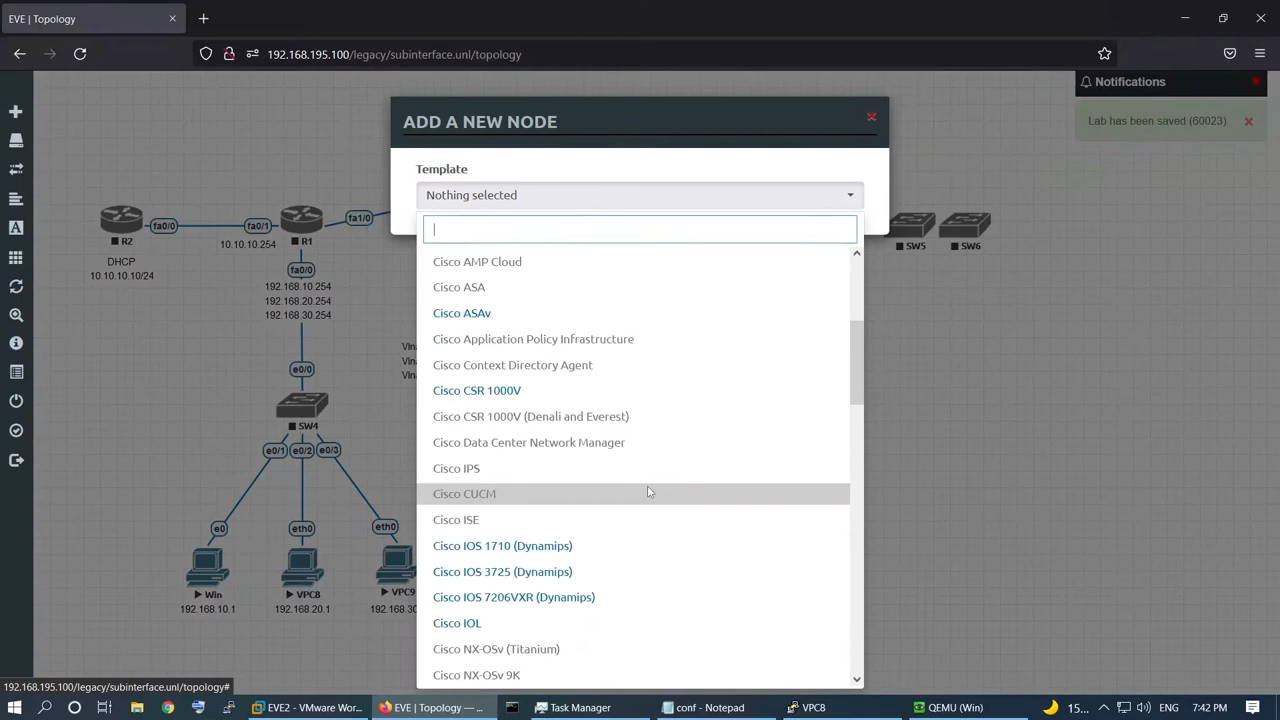 EVE | Topology
192.168.195.100/legacy/subinterface.unl/topology
Notifications
Lab has been saved (60023)
ADD A NEW NODE
Template
Nothing selected
Cisco AMP Cloud
Cisco ASA
Cisco ASAv
Cisco Application Policy Infrastructure
Cisco Context Directory Agent
Cisco CSR 1000V
Cisco CSR 1000V (Denali and Everest)
Cisco Data Center Network Manager
Cisco IPS
Cisco CUCM
Cisco ISE
Cisco IOS 1710 (Dynamips)
Cisco IOS 3725 (Dynamips)
Cisco IOS 7206VXR (Dynamips)
Cisco IOL
Cisco NX-OSv (Titanium)
Cisco NX-OSv 9K
fa0/0
fa0/1
fa1/0
R2
10.10.10.254
R1
SW5
SW6
DHCP
10.10.10.10/24
fa0/0
192.168.10.254
192.168.20.254
192.168.30.254
e0/0
SW4
e0/1
e0/2
e0/3
e0
eth0
eth0
Win
VPC8
VPC9
192.168.10.1
192.168.20.1
192.168.195.100/legacy/subinterface.unl/topology#
EVE2 - VMware Wor...
EVE | Topology — ...
Task Manager
conf - Notepad
VPC8
QEMU (Win)
15...
ENG
7:42 PM